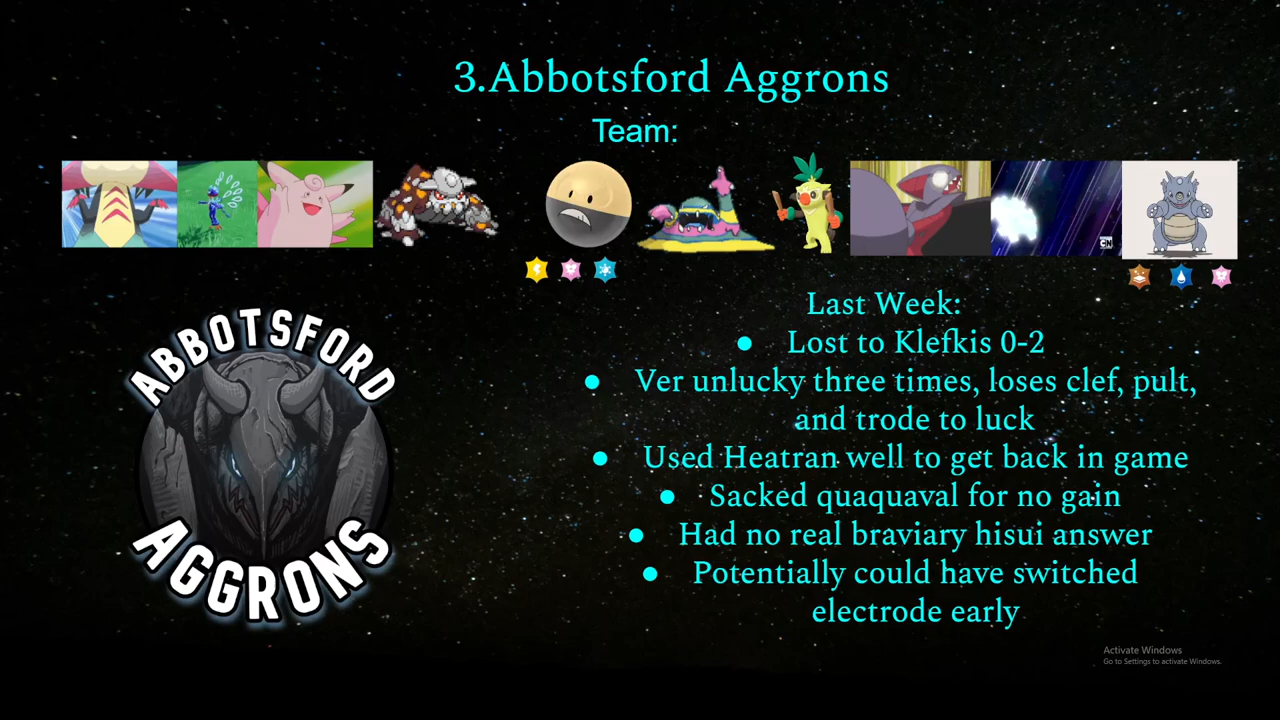 3.Abbotsford Aggrons
Team:
CN
ABBOTSFORD
AGGRONS
Last Week:
● Lost to Klefkis 0-2
● Ver unlucky three times, loses clef, pult,
and trode to luck
● Used Heatran well to get back in game
● Sacked quaquaval for no gain
● Had no real braviary hisui answer
● Potentially could have switched
electrode early
Activate Windows
Go to Settings to activate Windows.